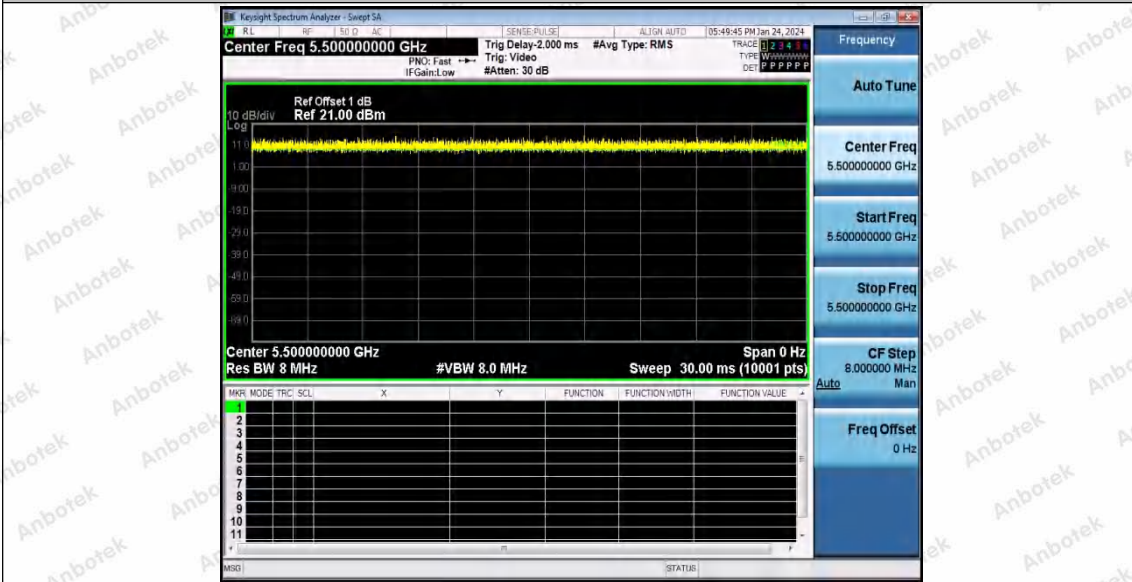 Keysight Spectrum Analyzer - Swept SA
RL RF 50 Ω AC SENSE:PULSE ALIGN AUTO 05:49:45 PM Jan 24, 2024
Center Freq 5.500000000 GHz
PNO: Fast
IFGain:Low
Trig Delay-2.000 ms
Trig: Video
#Atten: 30 dB
#Avg Type: RMS
TRACE 1 2 3 4 5 6
TYPE W
DET P P P P P P
Ref Offset 1 dB
10 dB/div Ref 21.00 dBm
Log
11.0
1.00
-9.00
-19.0
-29.0
-39.0
-49.0
-59.0
-69.0
Center 5.500000000 GHz Span 0 Hz
Res BW 8 MHz #VBW 8.0 MHz Sweep 30.00 ms (10001 pts)
MKR MODE TRC SCL X Y FUNCTION FUNCTION WIDTH FUNCTION VALUE
1
2
3
4
5
6
7
8
9
10
11
MSG STATUS
Frequency
Auto Tune
Center Freq
5.500000000 GHz
Start Freq
5.500000000 GHz
Stop Freq
5.500000000 GHz
CF Step
8.000000 MHz
Auto Man
Freq Offset
0 Hz
Anbotek